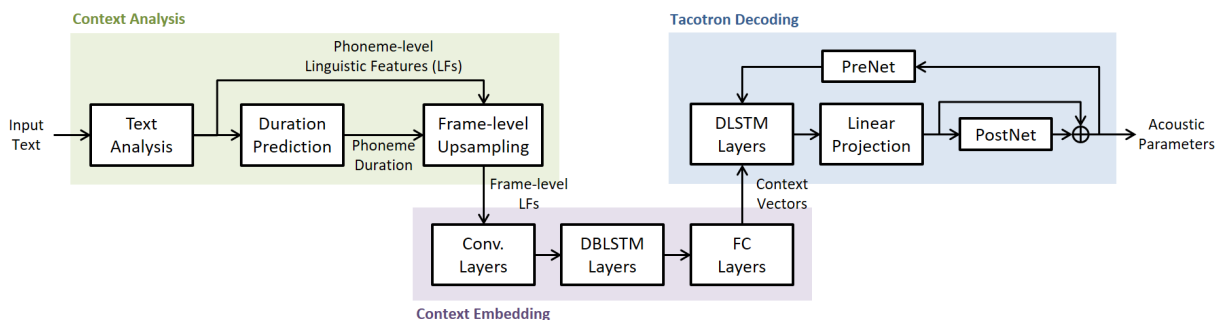 Context Analysis
Tacotron Decoding
Phoneme-level
Linguistic Features (LFs)
Input
Text
Text
Analysis
Duration
Prediction
Phoneme
Duration
Frame-level
Upsampling
Frame-level
LFs
Conv.
Layers
DBLSTM
Layers
FC
Layers
Context Embedding
Context
Vectors
PreNet
DLSTM
Layers
Linear
Projection
PostNet
Acoustic
Parameters